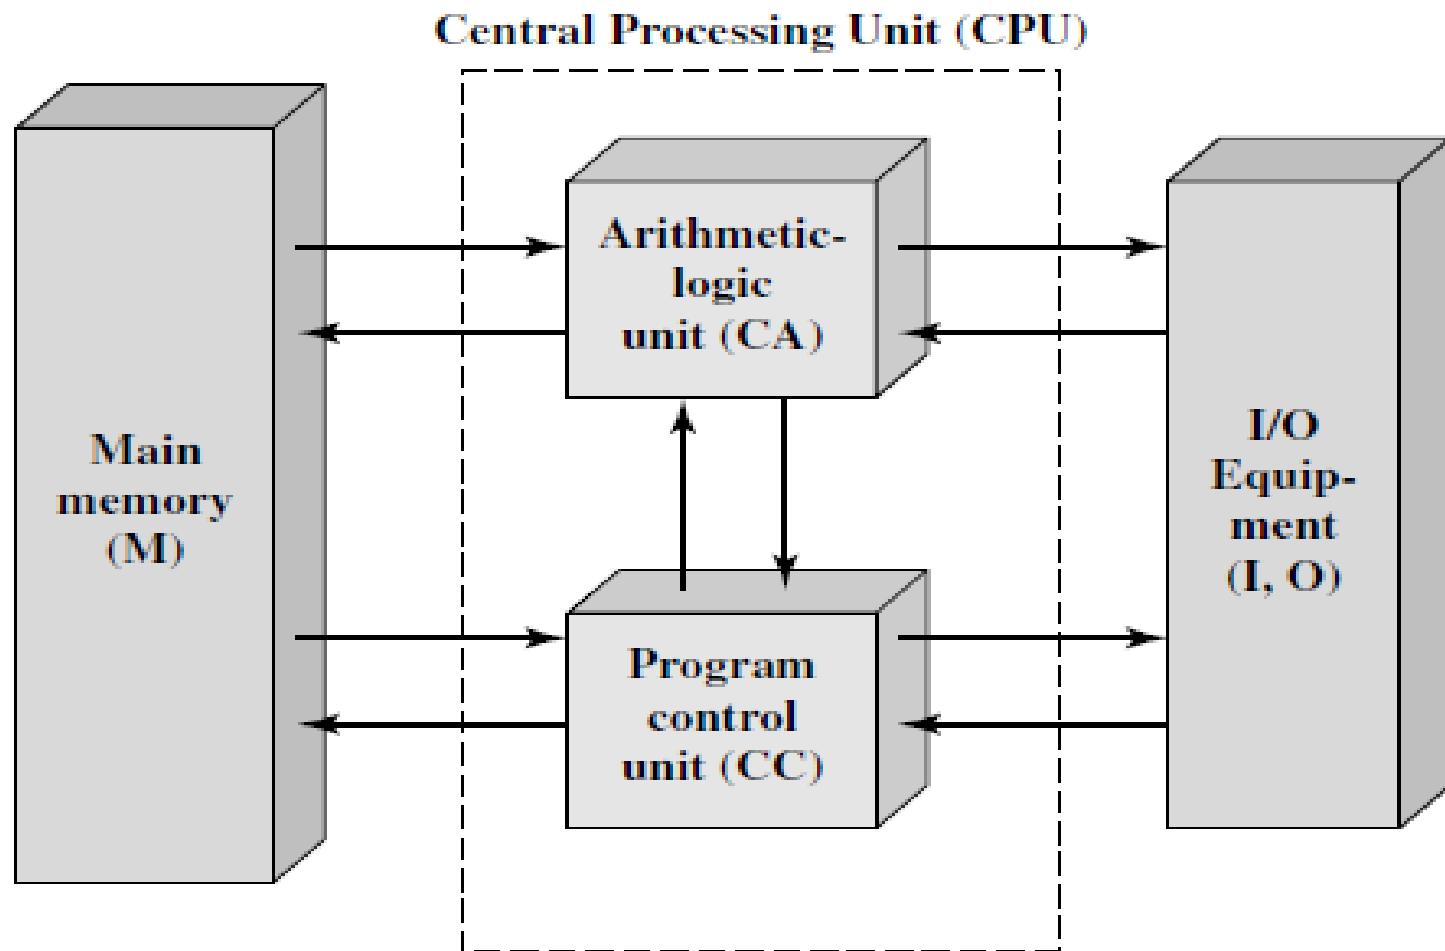 Central Processing Unit (CPU)
Main
memory
(M)
Arithmetic-
logic
unit (CA)
Program
control
unit (CC)
I/O
Equip-
ment
(I, O)